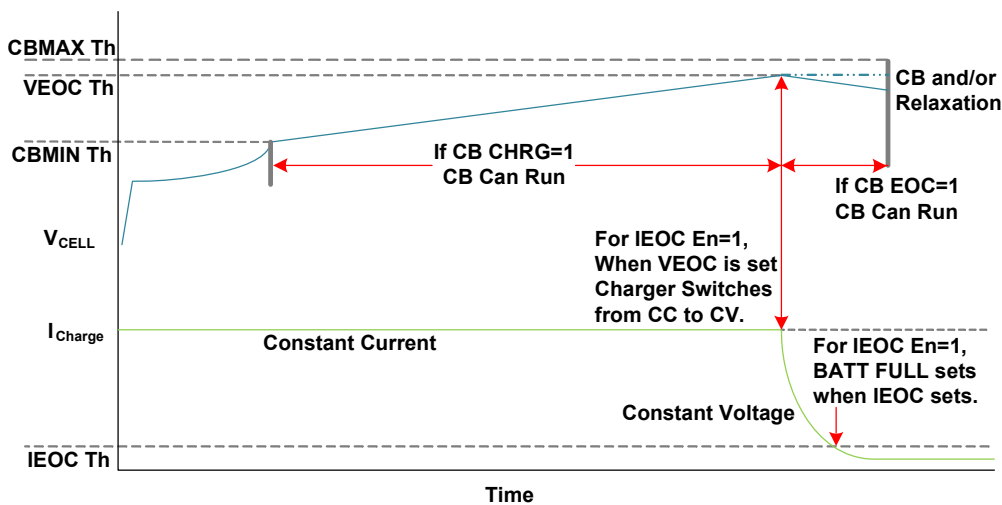 CBMAX Th
VEOC Th
CB and/or
Relaxation
CBMIN Th
If CB CHRG=1
CB Can Run
If CB EOC=1
CB Can Run
VCELL
For IEOC En=1,
When VEOC is set
Charger Switches
from CC to CV.
ICharge
Constant Current
For IEOC En=1,
BATT FULL sets
when IEOC sets.
Constant Voltage
IEOC Th
Time